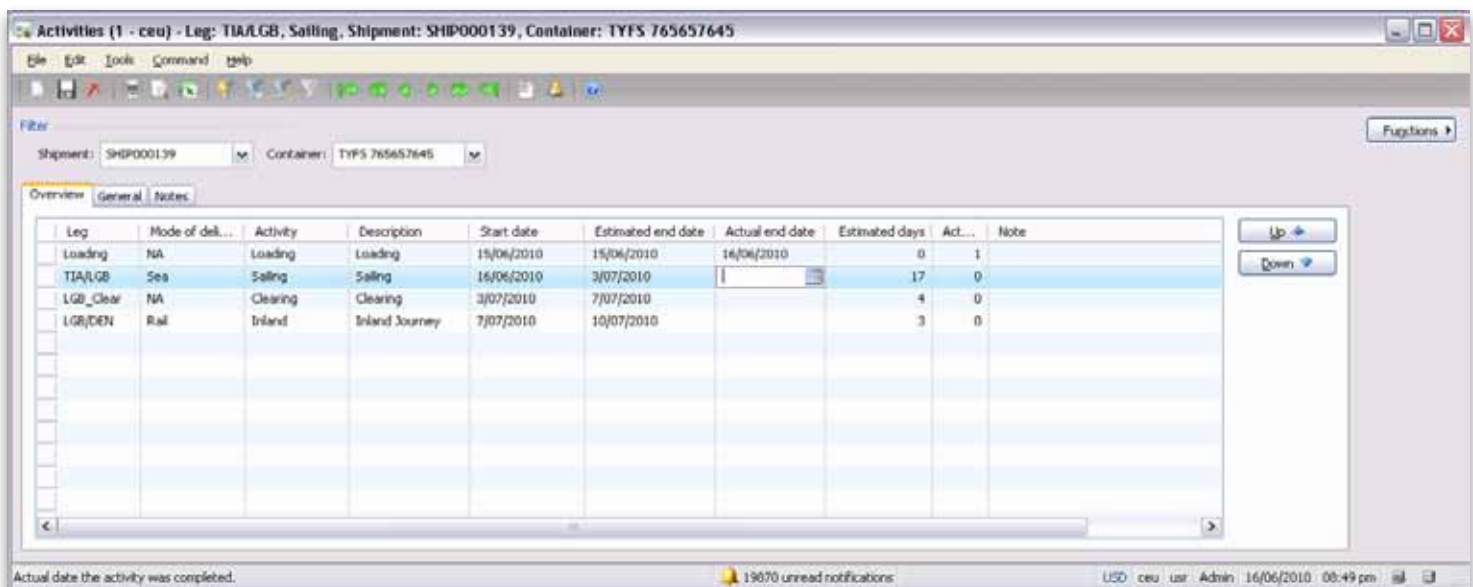 Activities (1 - ceu) - Leg: TIA/LGB, Sailing, Shipment: SHIP000139, Container: TYFS 765657645
File Edit Tools Command Help
Filter
Functions
Shipment: SHIP000139 Container: TYFS 765657645
Overview General Notes
Leg Mode of deli... Activity Description Start date Estimated end date Actual end date Estimated days Act... Note
Loading NA Loading Loading 15/06/2010 15/06/2010 16/06/2010 0 1
TIA/LGB Sea Sailing Sailing 16/06/2010 3/07/2010 17 0
LGB_Clear NA Clearing Clearing 3/07/2010 7/07/2010 4 0
LGB/DEN Rail Inland Inland Journey 7/07/2010 10/07/2010 3 0
Up
Down
Actual date the activity was completed. 19870 unread notifications USD ceu usr Admin 16/06/2010 08:49 pm